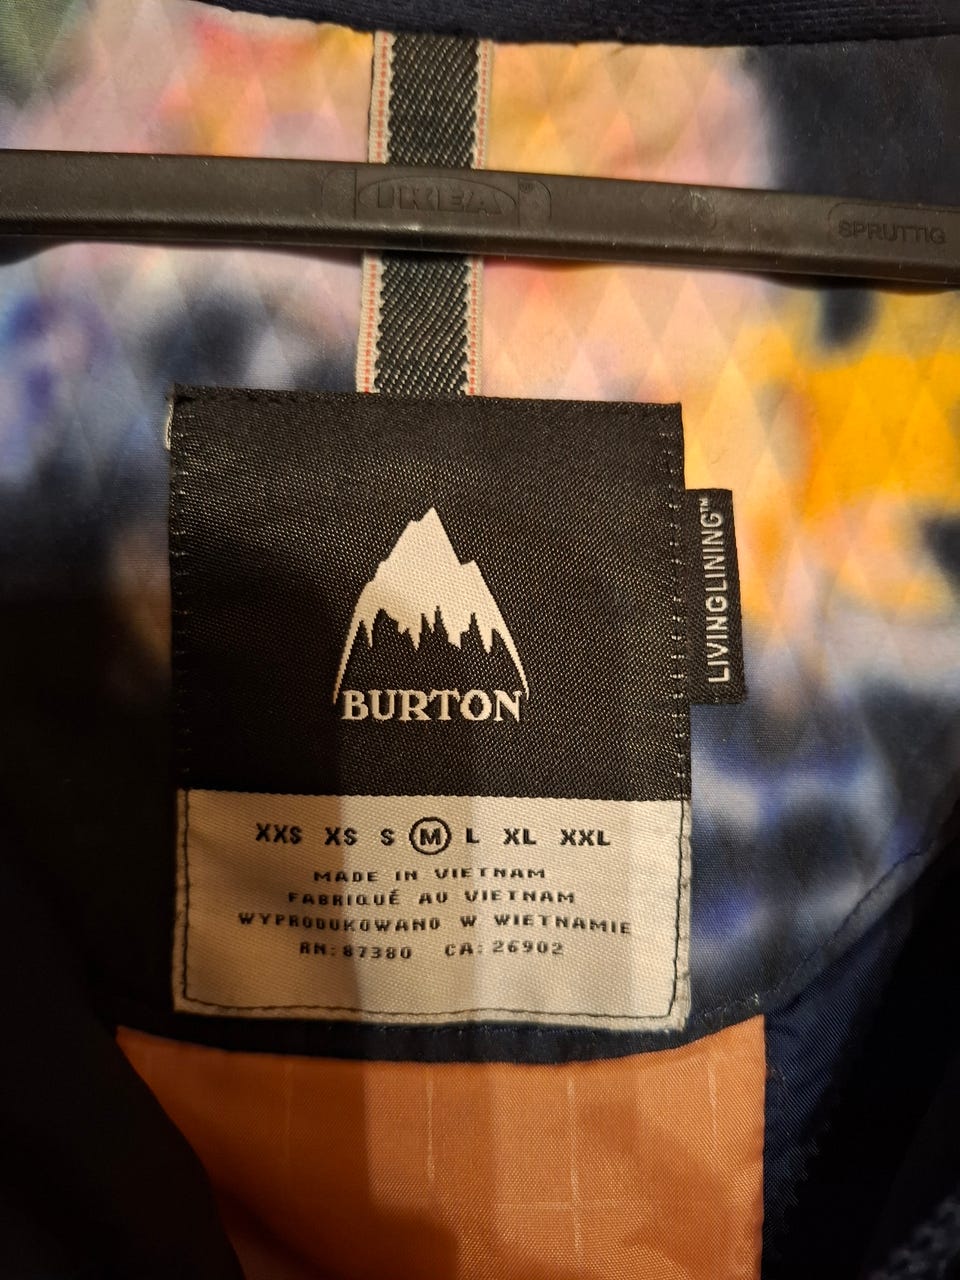 IKEA
SPRUTTIG
LIVINGLINING™
BURTON
XXS XS S M L XL XXL
MADE IN VIETNAM
FABRIQUÉ AU VIETNAM
WYPRODUKOWANO W WIETNAMIE
RN: 87380 CA: 26902